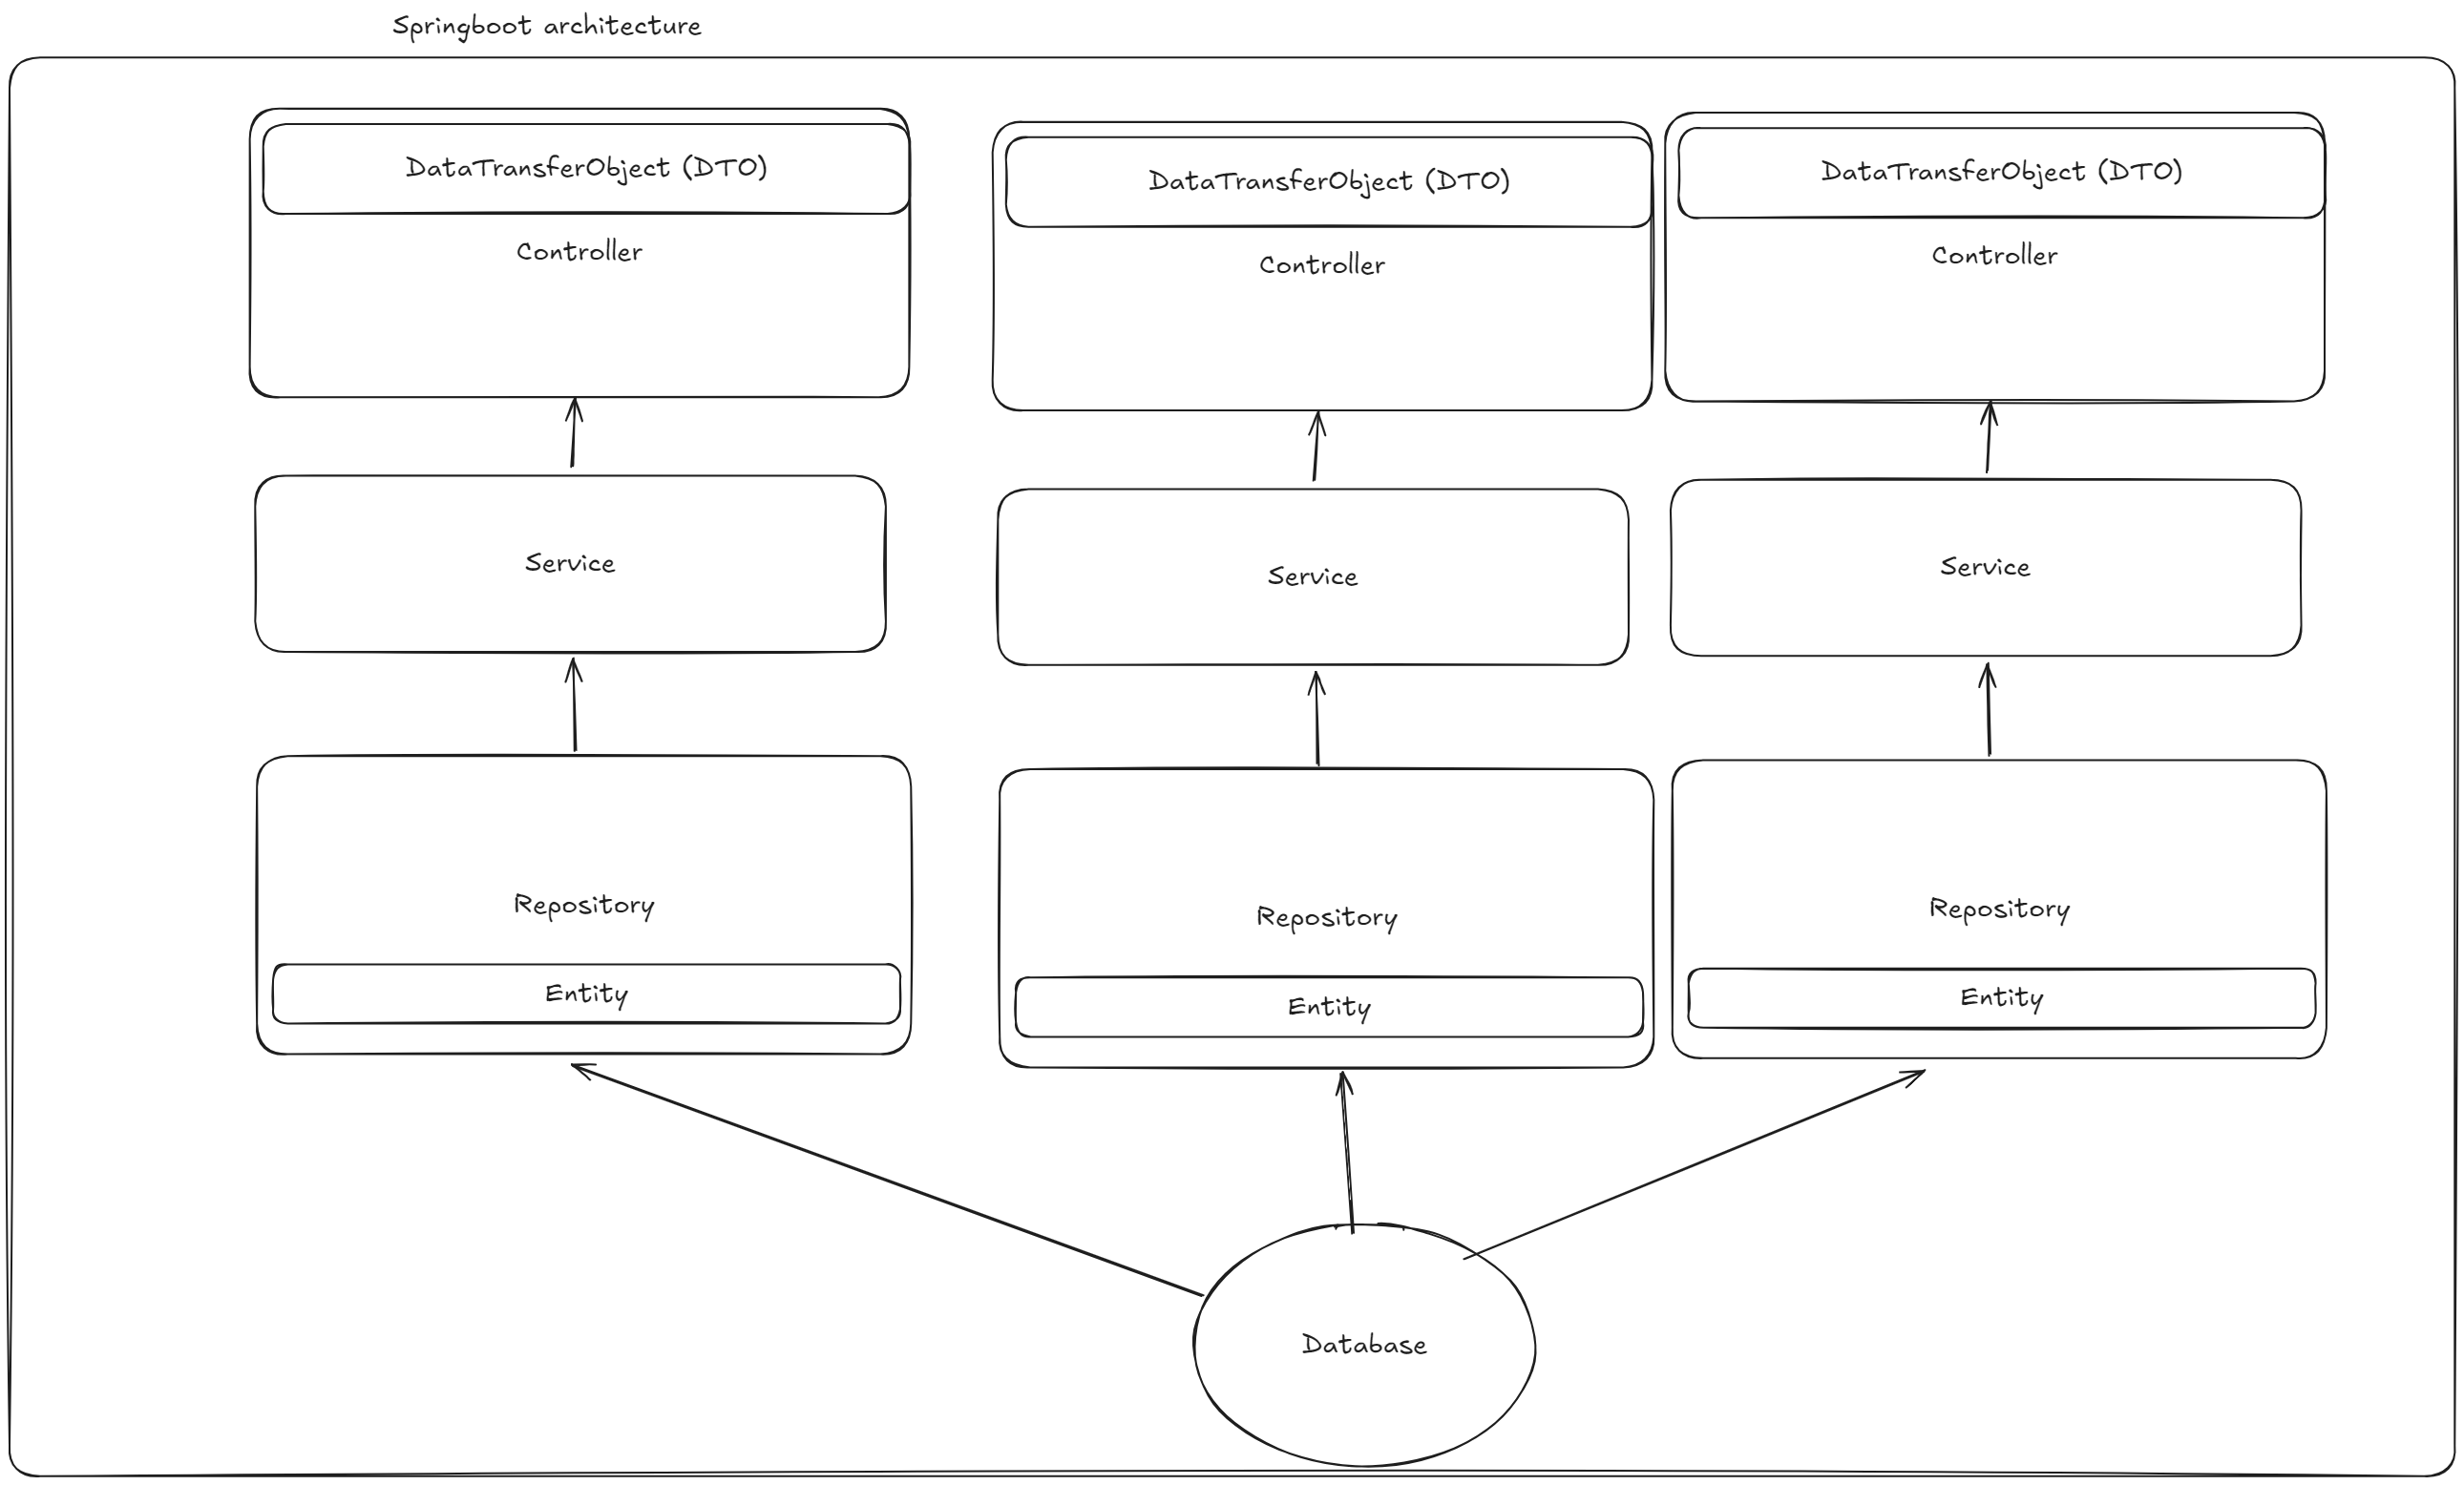 Springboot architecture
DataTransferObject (DTO)
DataTransferObject (DTO)
DataTransferObject (DTO)
Controller
Controller
Controller
Service
Service
Service
Repository
Repository
Repository
Entity
Entity
Entity
Database